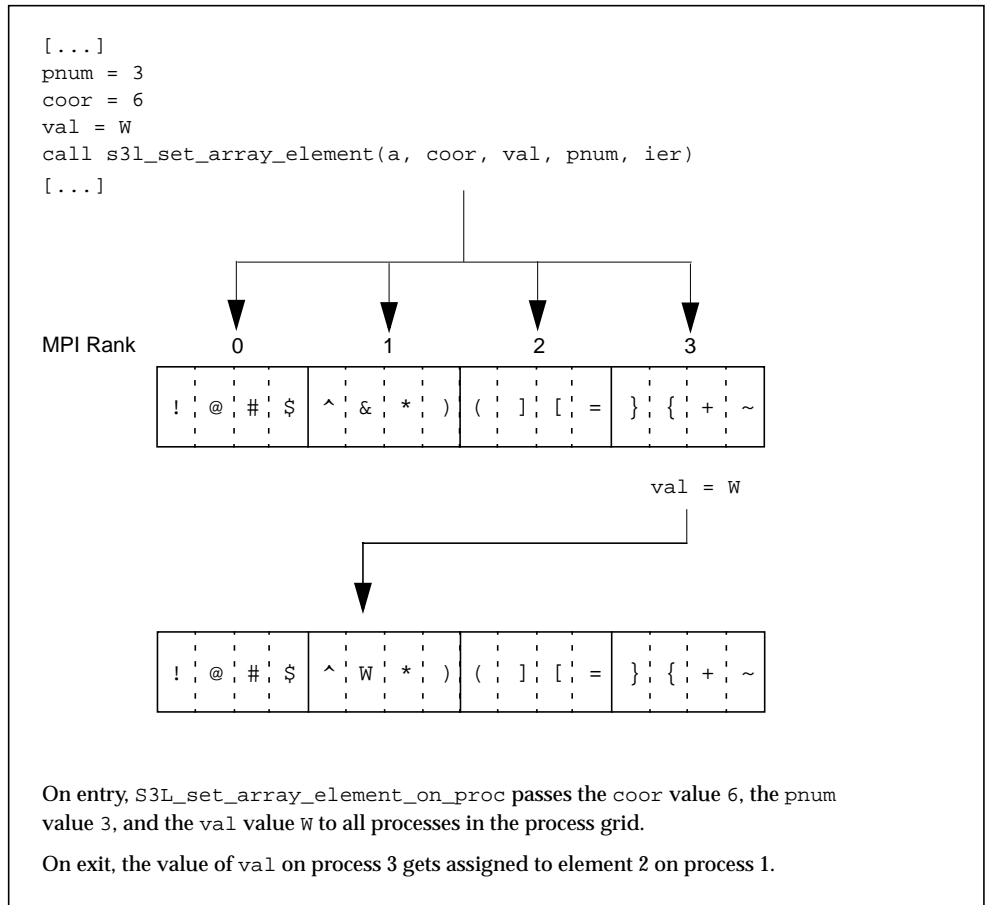 [...]
pnum = 3
coor = 6
val = W
call s3l_set_array_element(a, coor, val, pnum, ier)
[...]
MPI Rank 0 1 2 3
! @ # $ ^ & * ) ( ] [ = } { + ~
val = W
! @ # $ ^ W * ) ( ] [ = } { + ~
On entry, S3L_set_array_element_on_proc passes the coor value 6, the pnum
value 3, and the val value W to all processes in the process grid.
On exit, the value of val on process 3 gets assigned to element 2 on process 1.